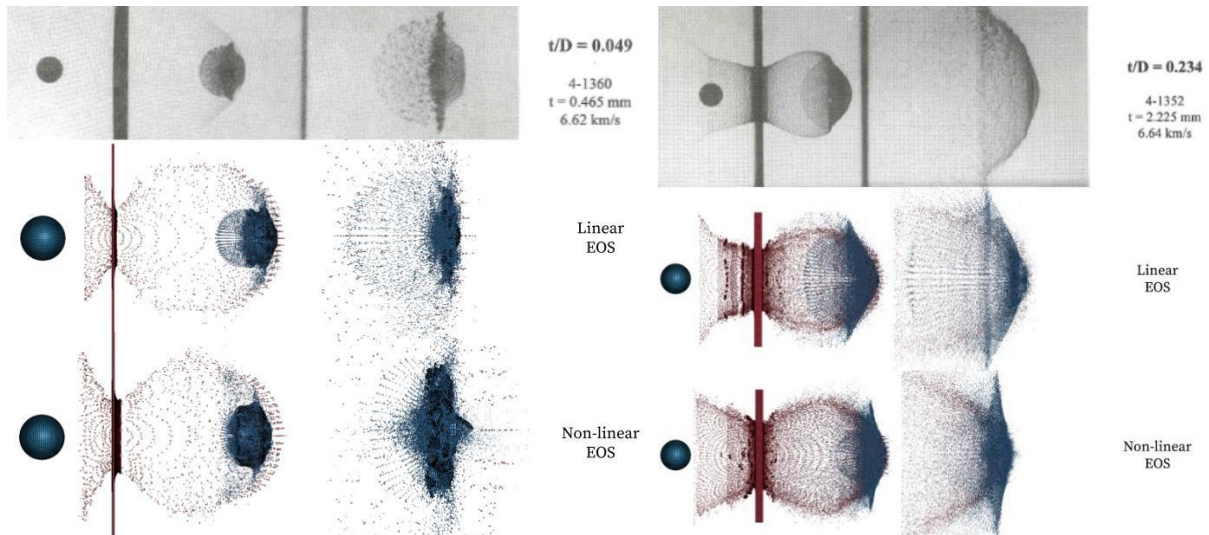 t/D = 0.049
4-1360
t = 0.465 mm
6.62 km/s
Linear
EOS
Non-linear
EOS
t/D = 0.234
4-1352
t = 2.225 mm
6.64 km/s
Linear
EOS
Non-linear
EOS